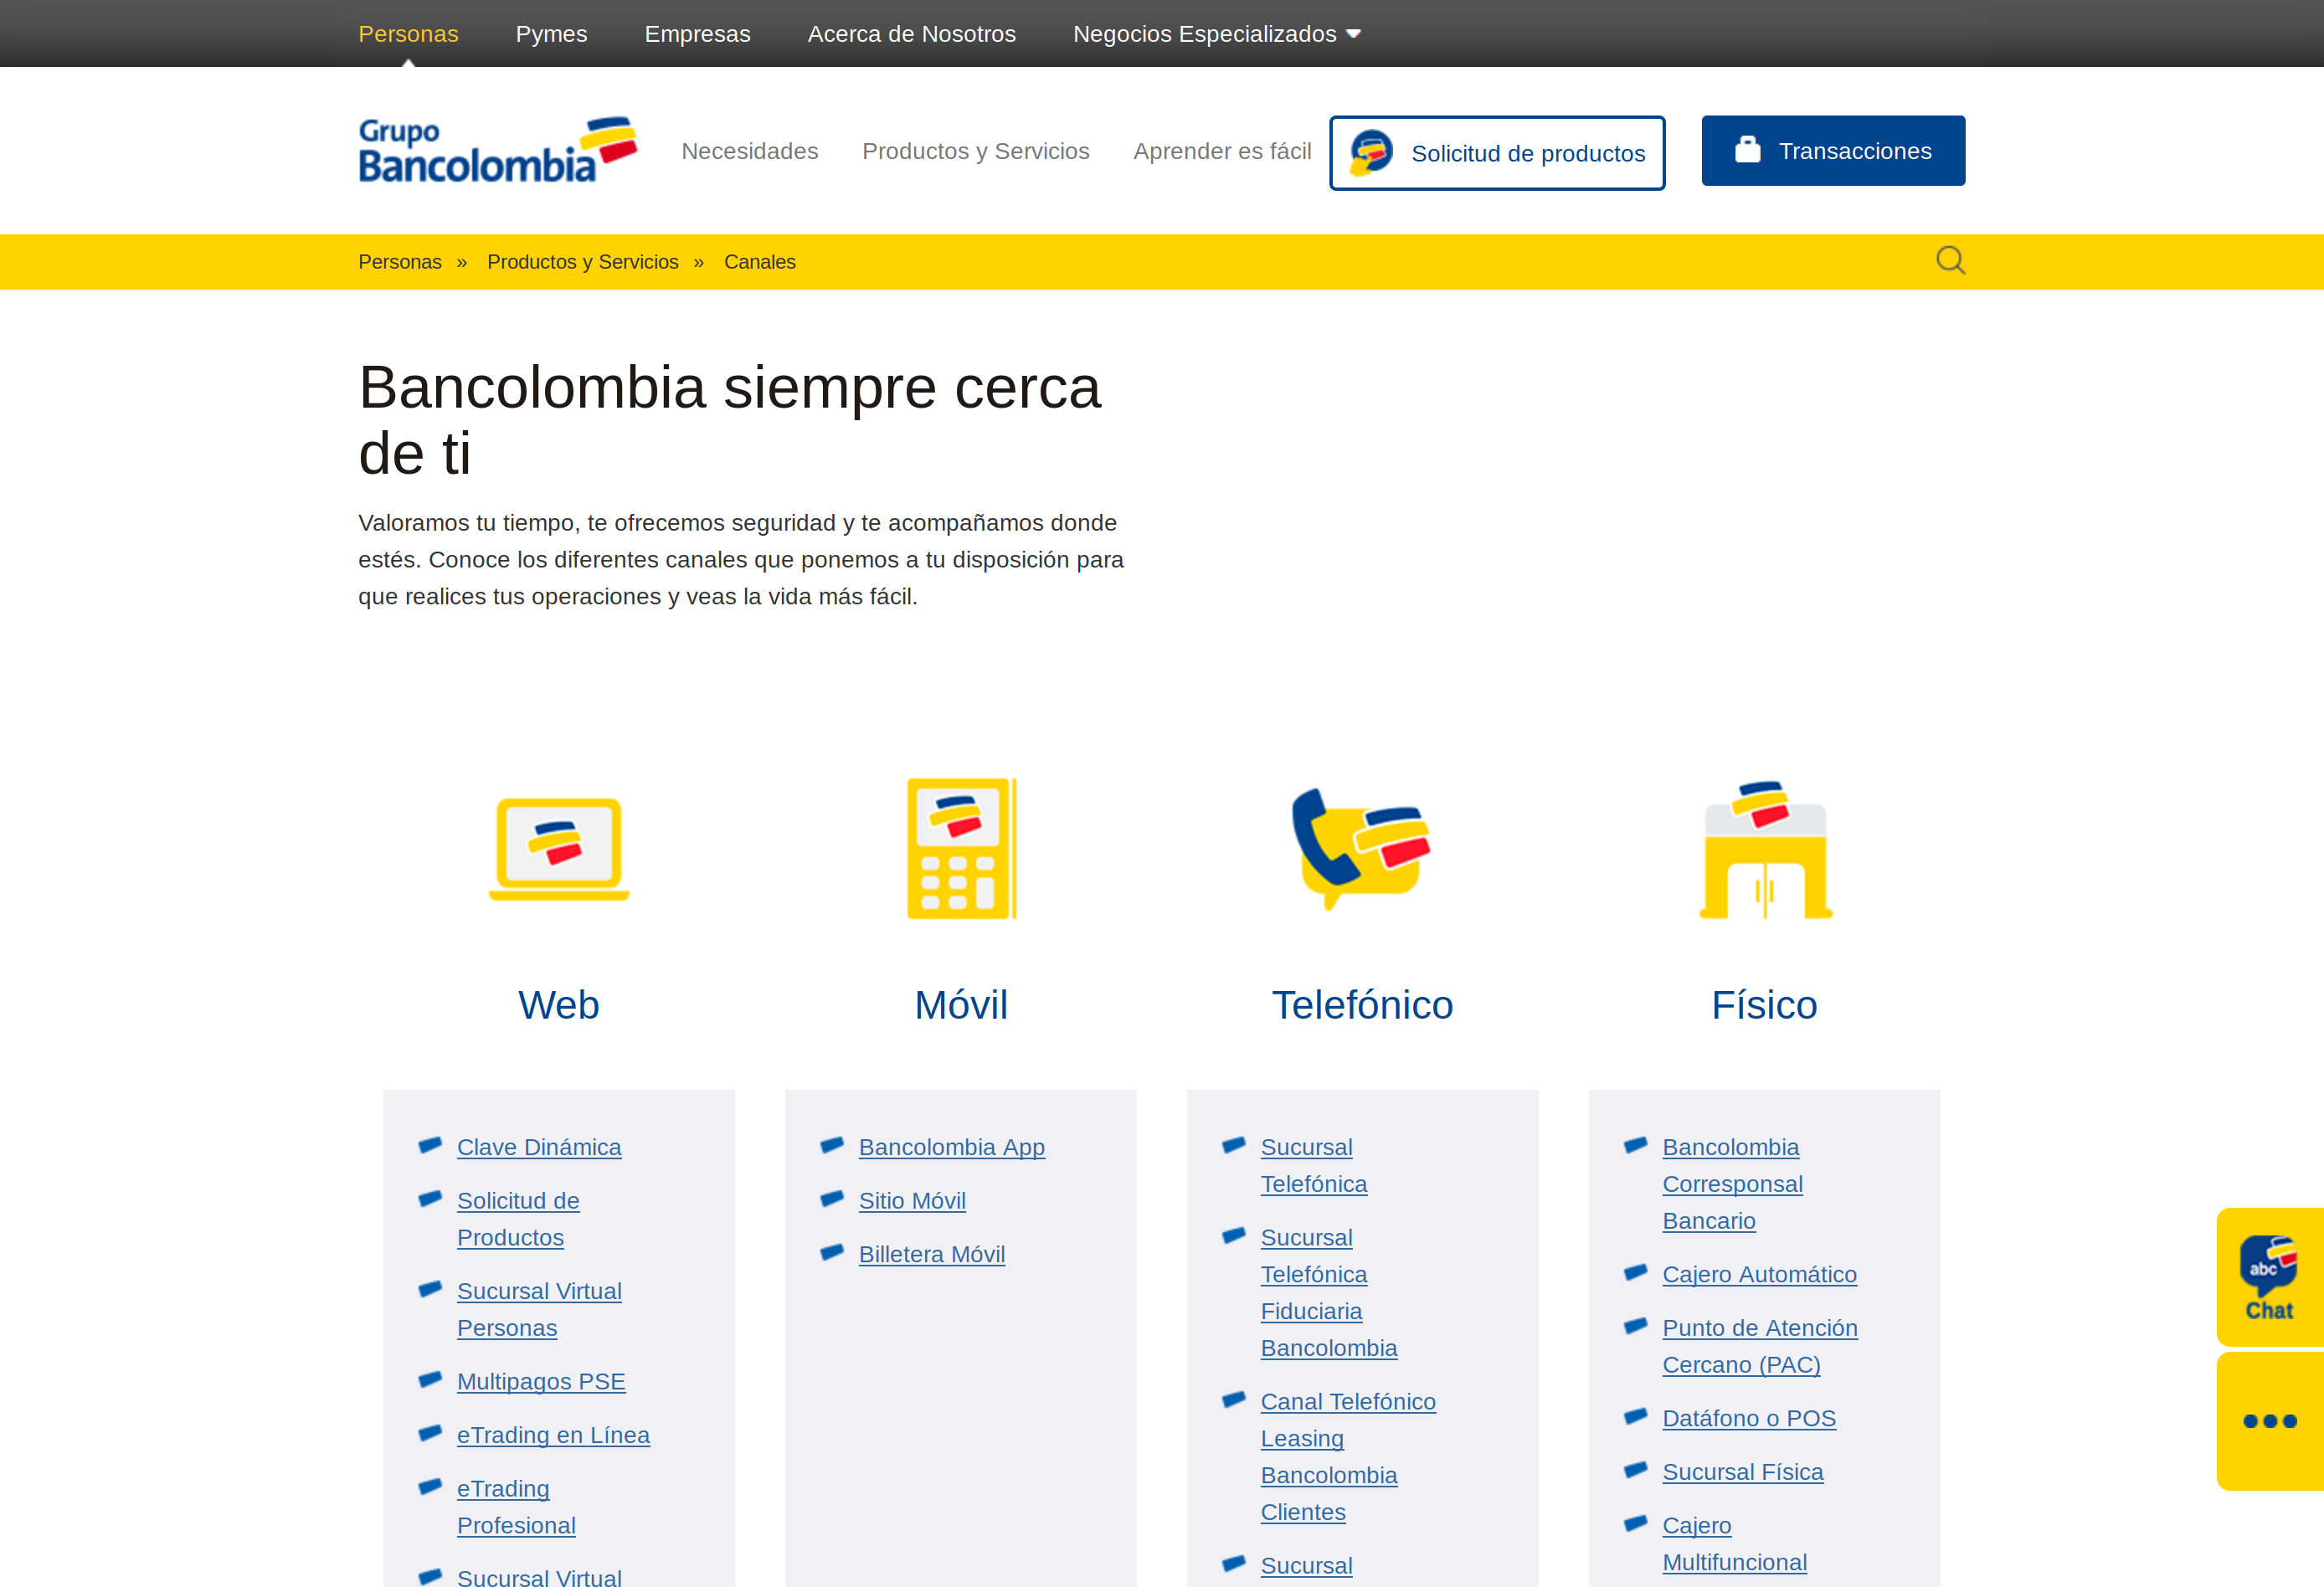 Personas Pymes Empresas Acerca de Nosotros Negocios Especializados
Grupo
Bancolombia
Necesidades Productos y Servicios Aprender es fácil Solicitud de productos Transacciones
Personas » Productos y Servicios » Canales
Bancolombia siempre cerca
de ti
Valoramos tu tiempo, te ofrecemos seguridad y te acompañamos donde
estés. Conoce los diferentes canales que ponemos a tu disposición para
que realices tus operaciones y veas la vida más fácil.
Web
Clave Dinámica
Solicitud de
Productos
Sucursal Virtual
Personas
Multipagos PSE
eTrading en Línea
eTrading
Profesional
Sucursal Virtual
Móvil
Bancolombia App
Sitio Móvil
Billetera Móvil
Telefónico
Sucursal
Telefónica
Sucursal
Telefónica
Fiduciaria
Bancolombia
Canal Telefónico
Leasing
Bancolombia
Clientes
Sucursal
Físico
Bancolombia
Corresponsal
Bancario
Cajero Automático
Punto de Atención
Cercano (PAC)
Datáfono o POS
Sucursal Física
Cajero
Multifuncional
abc
Chat